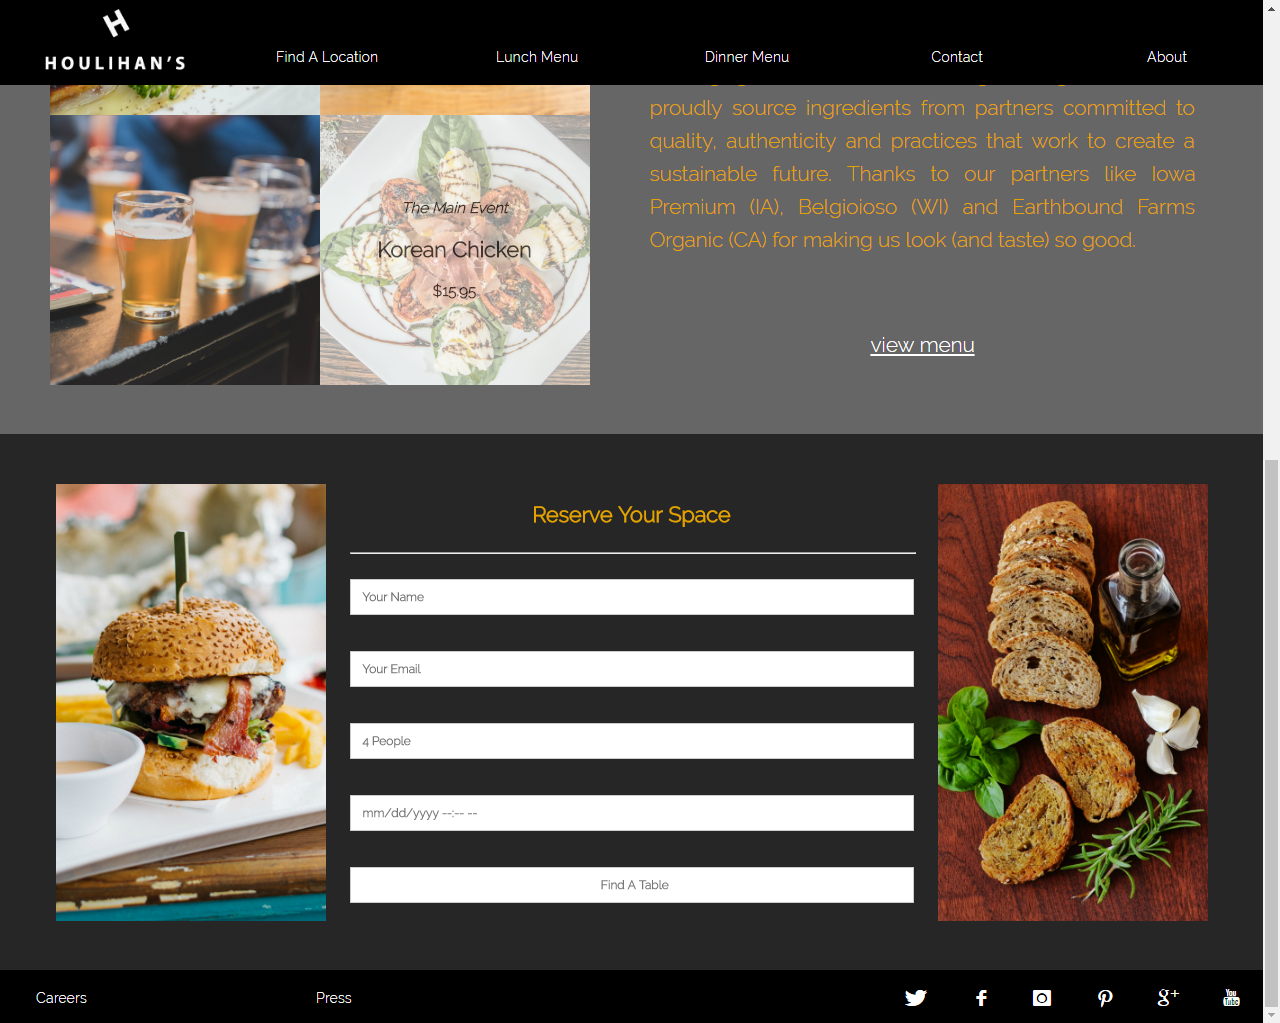 HOULIHAN'S
Find A Location
Lunch Menu
Dinner Menu
Contact
About
proudly source ingredients from partners committed to
quality, authenticity and practices that work to create a
sustainable future. Thanks to our partners like Iowa
Premium (IA), Belgioioso (WI) and Earthbound Farms
Organic (CA) for making us look (and taste) so good.
The Main Event
Korean Chicken
$15.95.
view menu
Reserve Your Space
Your Name
Your Email
4 People
mm/dd/yyyy --:-- --
Find A Table
Careers
Press
g+
You
Tube